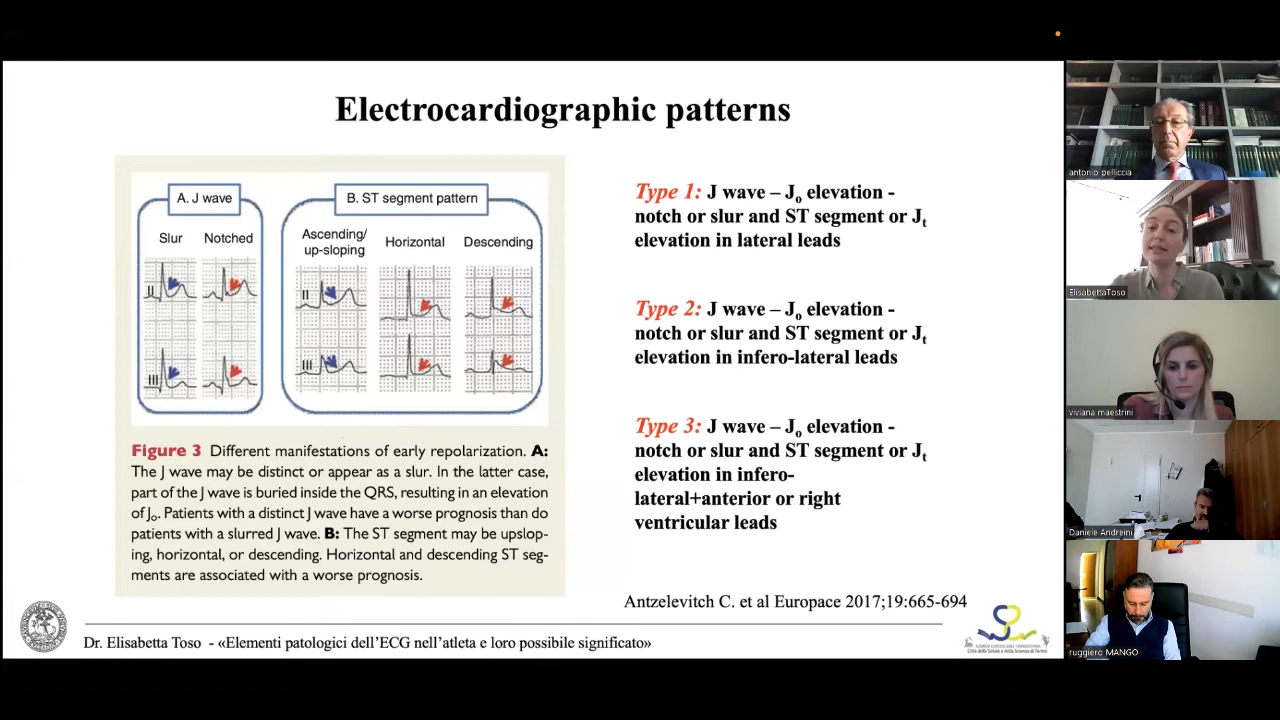 Electrocardiographic patterns
A. J wave
B. ST segment pattern
Slur
Notched
Ascending/
up-sloping
Horizontal
Descending
II
II
III
III
Figure 3 Different manifestations of early repolarization. A:
The J wave may be distinct or appear as a slur. In the latter case,
part of the J wave is buried inside the QRS, resulting in an elevation
of Jo. Patients with a distinct J wave have a worse prognosis than do
patients with a slurred J wave. B: The ST segment may be upslop-
ing, horizontal, or descending. Horizontal and descending ST seg-
ments are associated with a worse prognosis.
Type 1: J wave – Jo elevation -
notch or slur and ST segment or Jt
elevation in lateral leads
Type 2: J wave – Jo elevation -
notch or slur and ST segment or Jt
elevation in infero-lateral leads
Type 3: J wave – Jo elevation -
notch or slur and ST segment or Jt
elevation in infero-
lateral+anterior or right
ventricular leads
Antzelevitch C. et al Europace 2017;19:665-694
Dr. Elisabetta Toso - «Elementi patologici dell'ECG nell'atleta e loro possibile significato»
antonio pelliccia
ElisabettaToso
viviana maestrini
Daniele Andreini
ruggiero MANGO